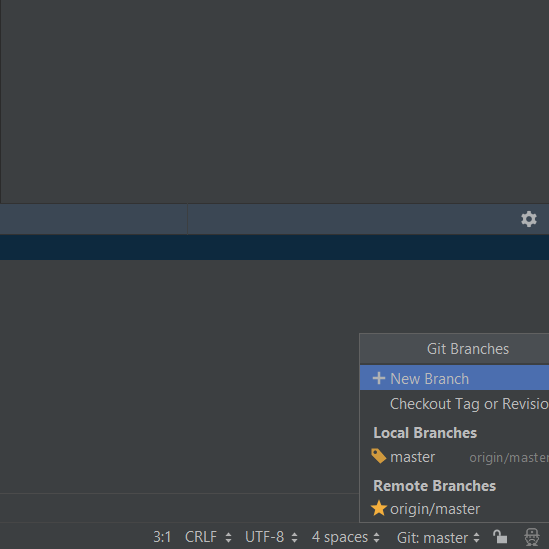 Git Branches
New Branch
Checkout Tag or Revisio
Local Branches
master origin/master
Remote Branches
origin/master
3:1 CRLF UTF-8 4 spaces Git: master